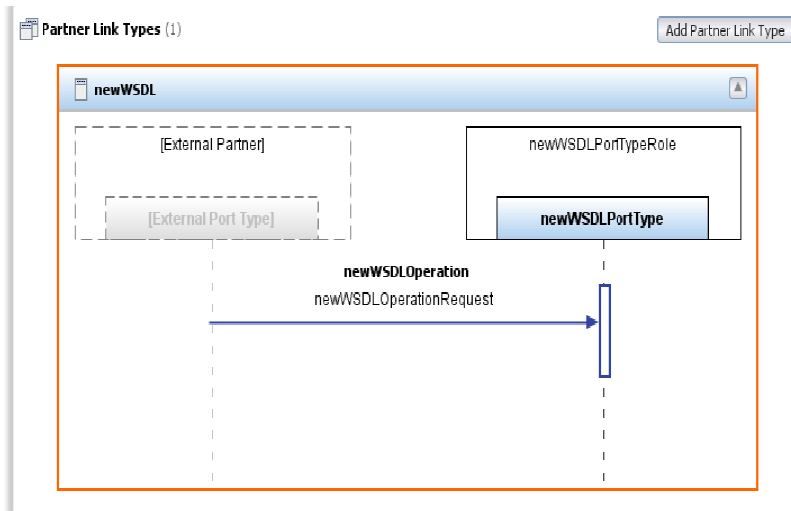 Partner Link Types (1)
Add Partner Link Type
newWSDL
[External Partner]
newWSDLPortTypeRole
[External Port Type]
newWSDLPortType
newWSDLOperation
newWSDLOperationRequest